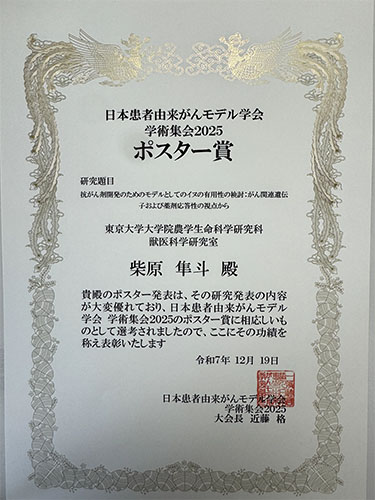 日本患者由来がんモデル学会
学術集会2025
ポスター賞
研究題目
抗がん剤開発のためのモデルとしてのイヌの有用性の検討:がん関連遺伝
子および薬剤応答性の視点から
東京大学大学院農学生命科学研究科
獣医科学研究室
柴原 隼斗 殿
貴殿のポスター発表は、その研究発表の内容
が大変優れており、日本患者由来がんモデル
学会 学術集会2025のポスター賞に相応しいも
のとして選考されましたので、ここにその功績を
称え表彰いたします
令和7年 12月 19日
日本患者由来がんモデル学会
学術集会2025
大会長 近藤 格